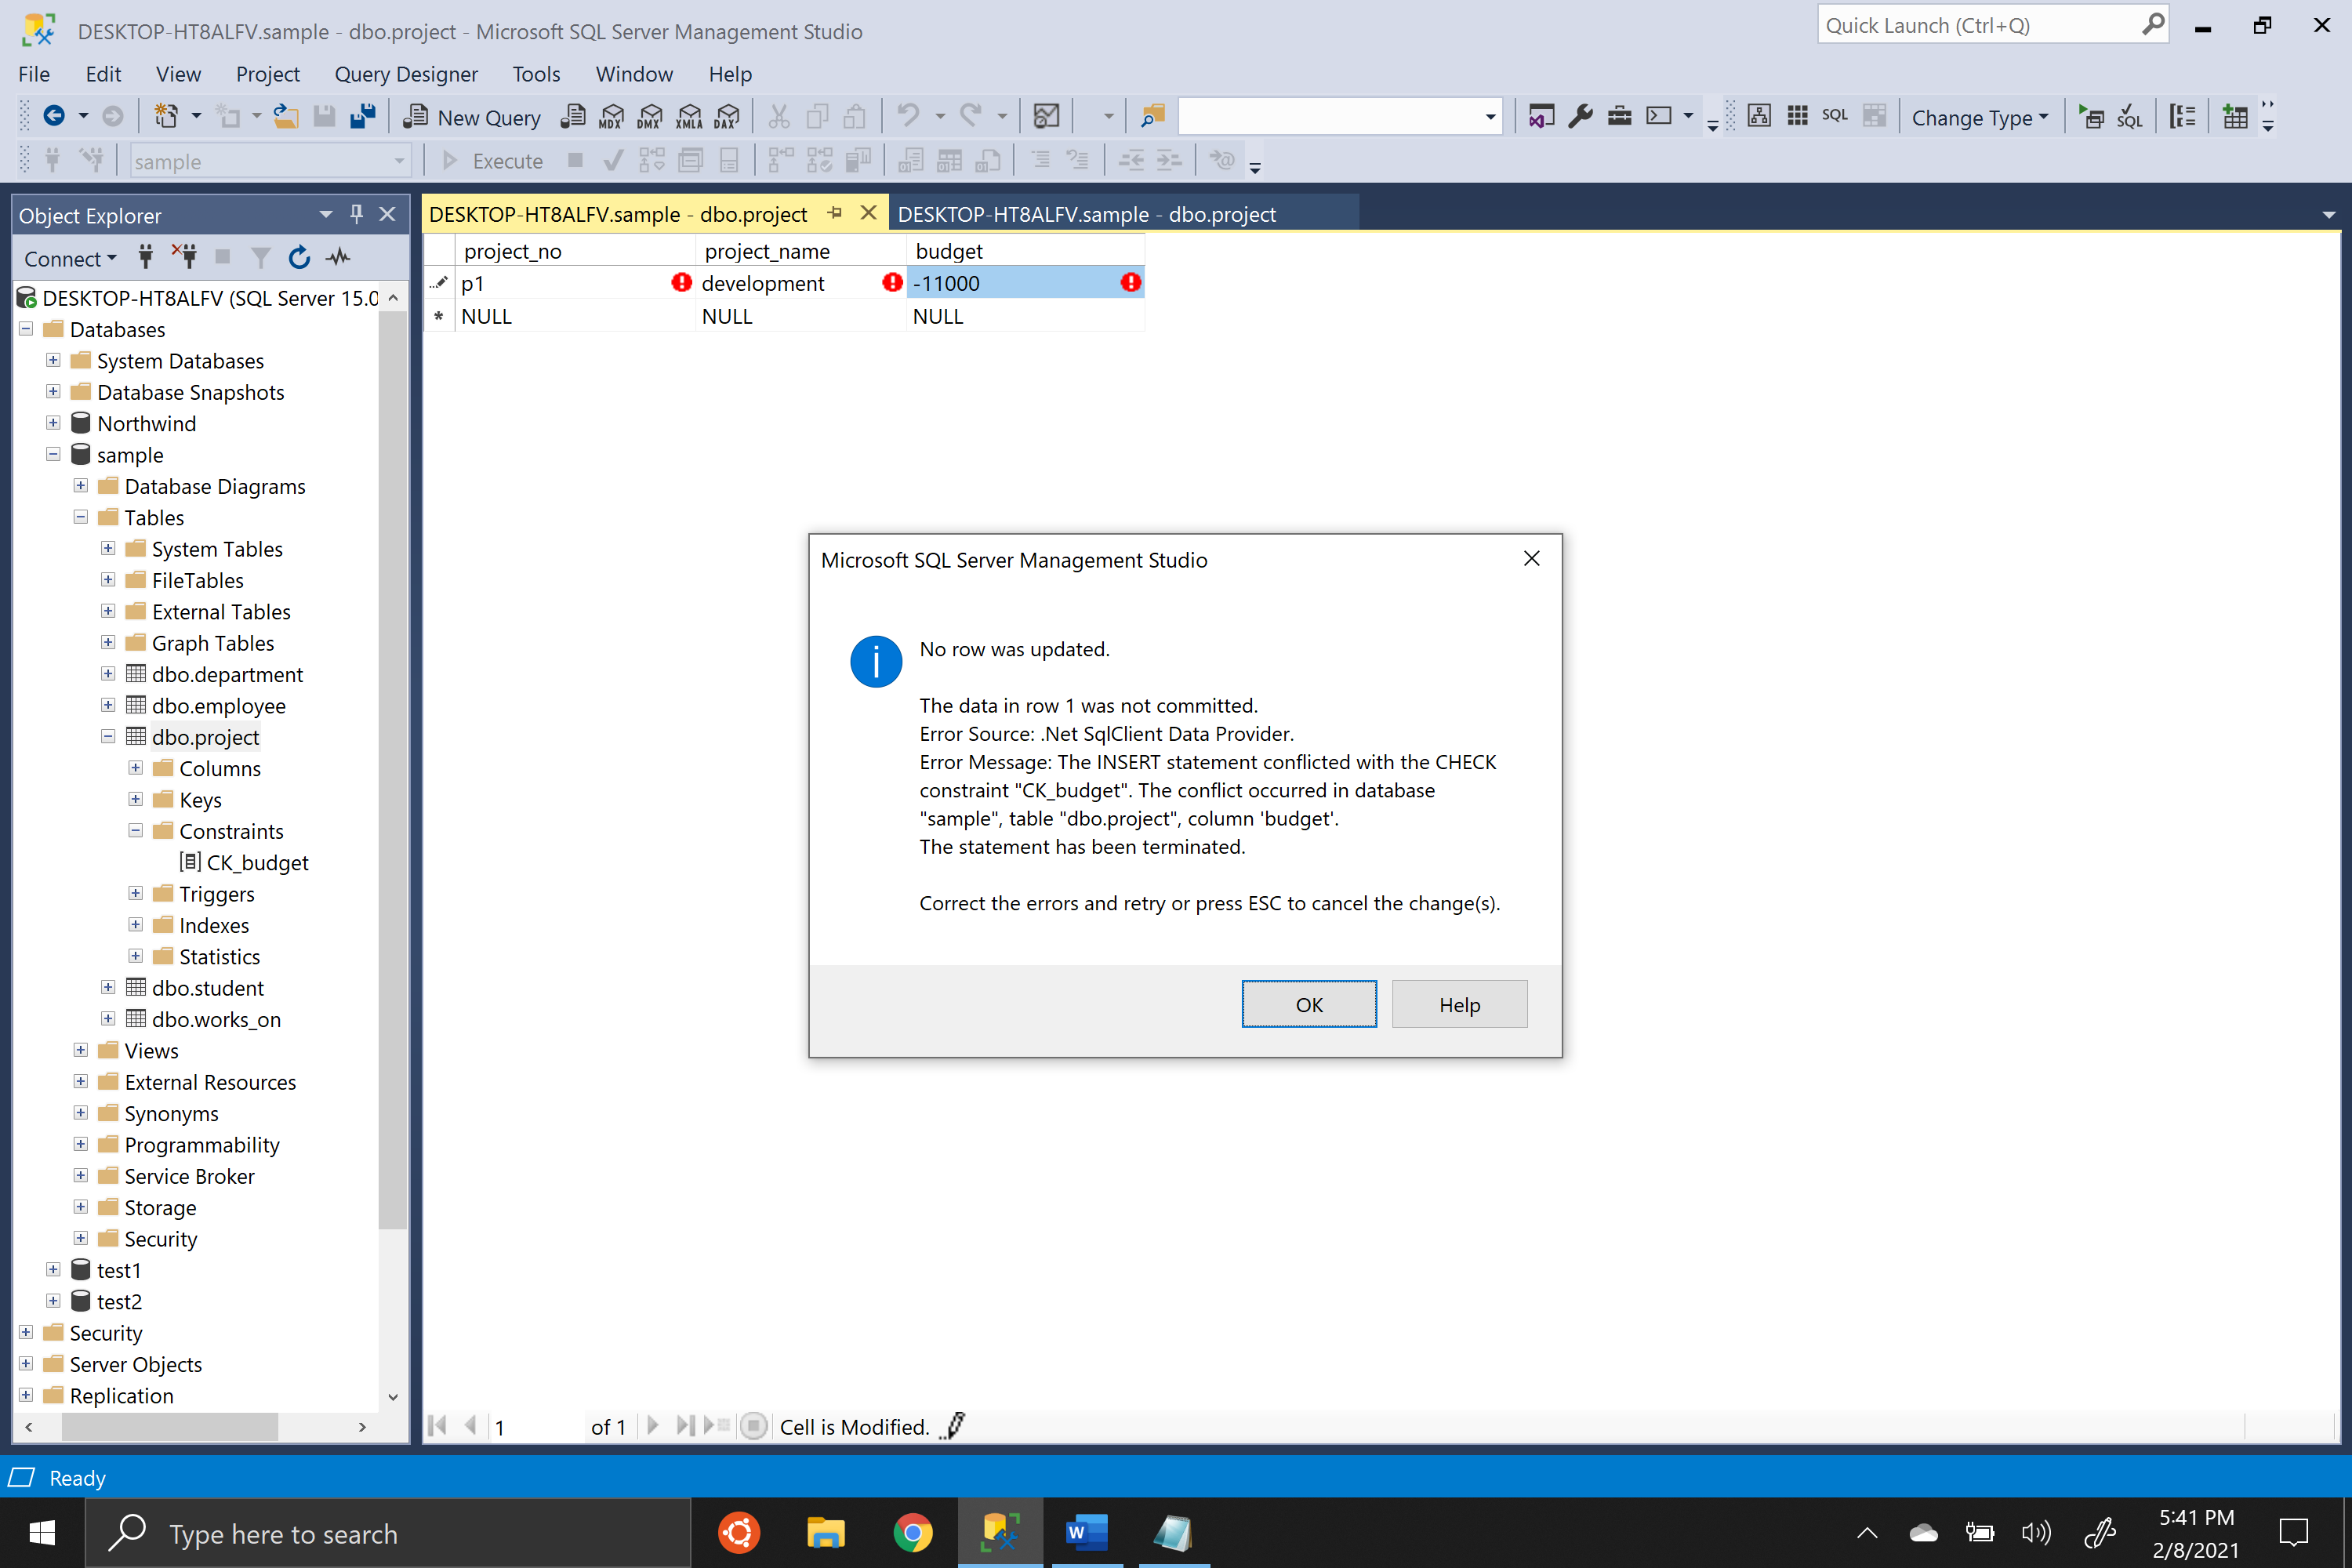 DESKTOP-HT8ALFV.sample - dbo.project - Microsoft SQL Server Management Studio
Quick Launch (Ctrl+Q)
File Edit View Project Query Designer Tools Window Help
New Query MDX DMX XMLA DAX SQL Change Type SQL
sample Execute
Object Explorer
Connect
DESKTOP-HT8ALFV (SQL Server 15.0
Databases
System Databases
Database Snapshots
Northwind
sample
Database Diagrams
Tables
System Tables
FileTables
External Tables
Graph Tables
dbo.department
dbo.employee
dbo.project
Columns
Keys
Constraints
CK_budget
Triggers
Indexes
Statistics
dbo.student
dbo.works_on
Views
External Resources
Synonyms
Programmability
Service Broker
Storage
Security
test1
test2
Security
Server Objects
Replication
DESKTOP-HT8ALFV.sample - dbo.project
DESKTOP-HT8ALFV.sample - dbo.project
project_no project_name budget
p1 development -11000
* NULL NULL NULL
Microsoft SQL Server Management Studio
No row was updated.
The data in row 1 was not committed.
Error Source: .Net SqlClient Data Provider.
Error Message: The INSERT statement conflicted with the CHECK
constraint "CK_budget". The conflict occurred in database
"sample", table "dbo.project", column 'budget'.
The statement has been terminated.
Correct the errors and retry or press ESC to cancel the change(s).
OK Help
1 of 1 Cell is Modified.
Ready
Type here to search
W
5:41 PM
2/8/2021